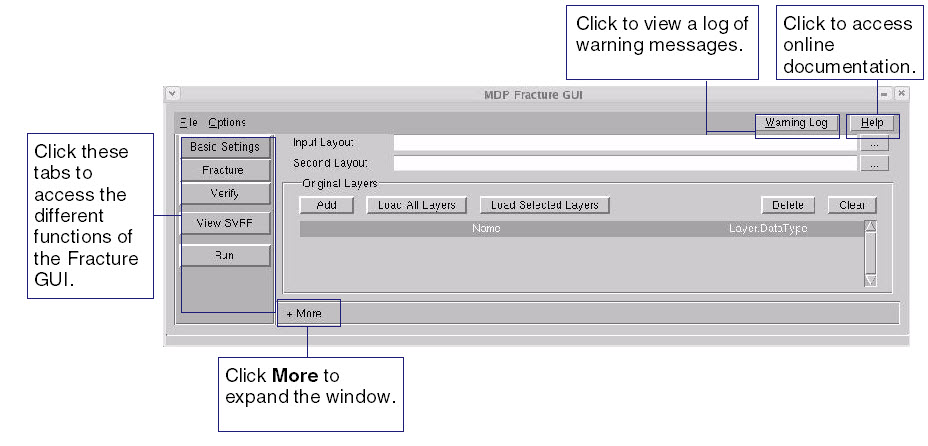 Click to view a log of
warning messages.
Click to access
online
documentation.
MDP Fracture GUI
File Options
Warning Log
Help
Click these
tabs to
access the
different
functions of
the Fracture
GUI.
Basic Settings
Fracture
Verify
View SVRF
Run
Input Layout
...
Second Layout
...
Original Layers
Add
Load All Layers
Load Selected Layers
Delete
Clear
Name
Layer.DataType
+ More
Click More to
expand the window.